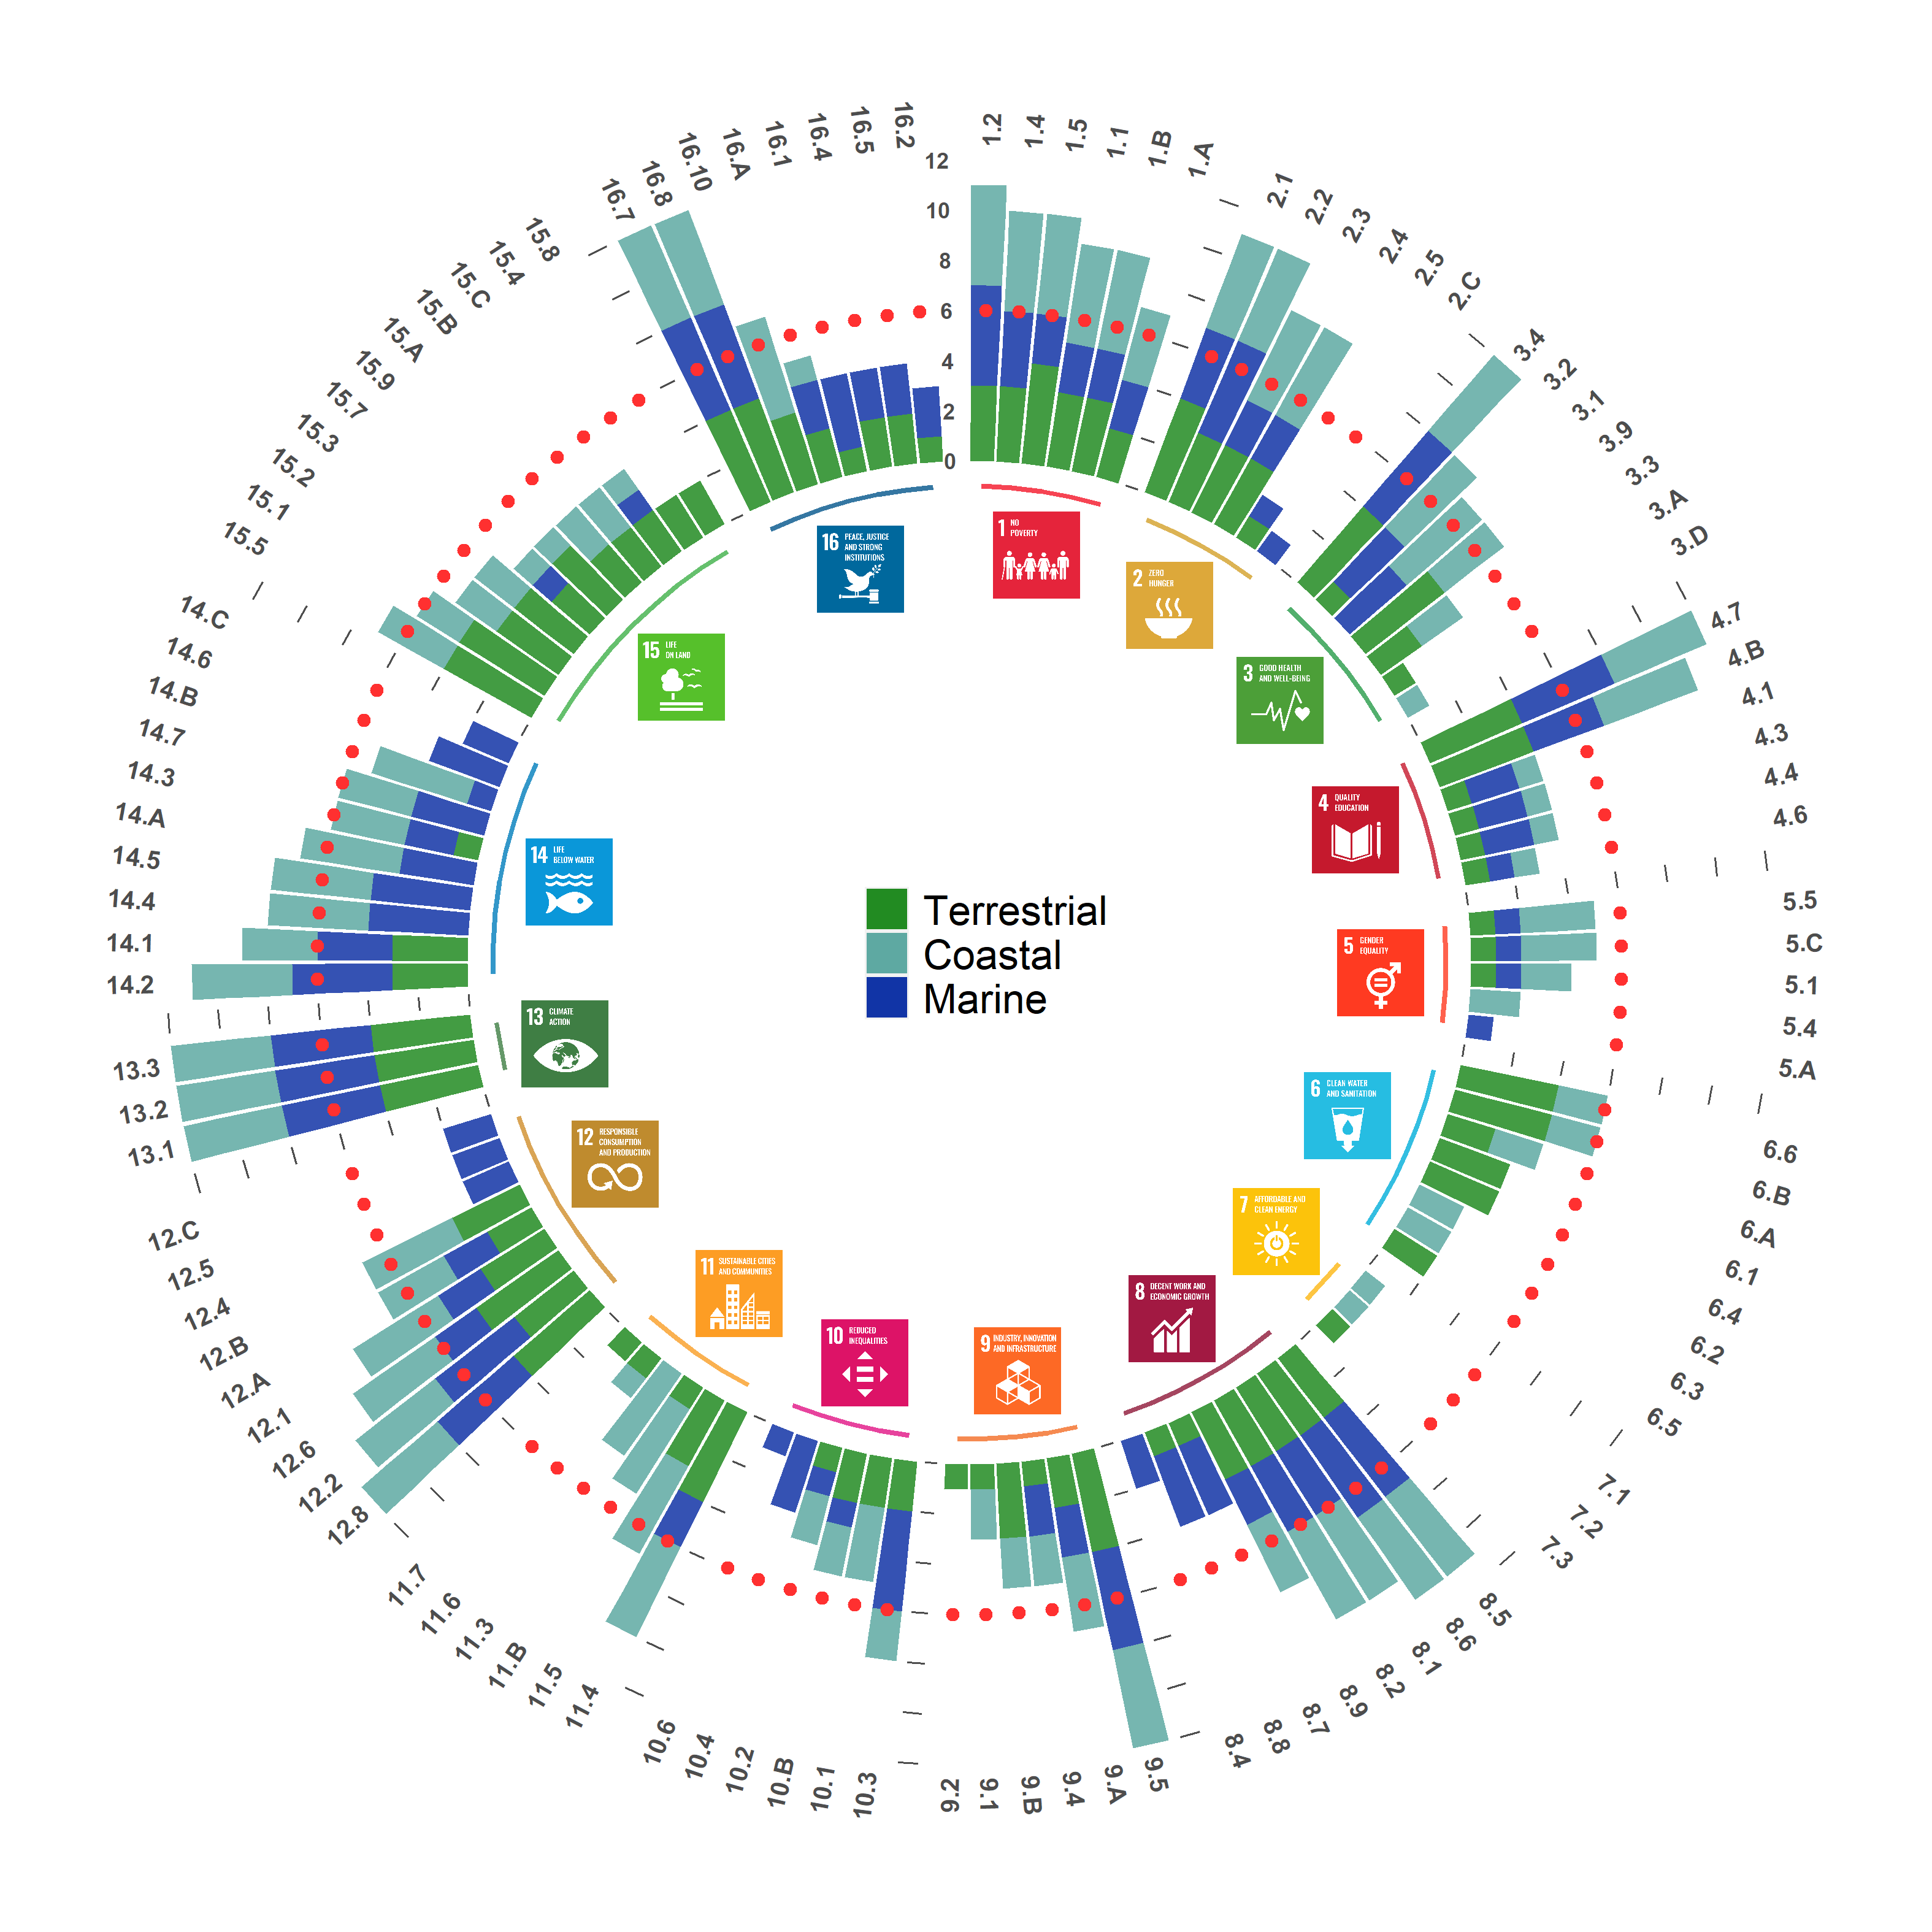 1.2
1.4
1.5
1.1
1.B
1.A
2.1
2.2
2.3
2.4
2.5
2.C
3.4
3.2
3.1
3.9
3.3
3.A
3.D
4.7
4.B
4.1
4.3
4.4
4.6
5.5
5.C
5.1
5.4
5.A
6.6
6.B
6.A
6.1
6.4
6.2
6.3
6.5
7.1
7.2
7.3
8.5
8.6
8.1
8.2
8.9
8.7
8.8
8.4
9.5
9.A
9.4
9.B
9.1
9.2
10.3
10.1
10.B
10.2
10.4
10.6
11.4
11.5
11.B
11.3
11.6
11.7
12.8
12.2
12.6
12.1
12.A
12.B
12.4
12.5
12.C
13.1
13.2
13.3
14.2
14.1
14.4
14.5
14.A
14.3
14.7
14.B
14.6
14.C
15.5
15.1
15.2
15.3
15.7
15.9
15.A
15.B
15.C
15.4
15.8
16.7
16.8
16.10
16.A
16.1
16.4
16.5
16.2
12
10
8
6
4
2
0
1 NO
POVERTY
2 ZERO
HUNGER
3 GOOD HEALTH
AND WELL-BEING
4 QUALITY
EDUCATION
5 GENDER
EQUALITY
6 CLEAN WATER
AND SANITATION
7 AFFORDABLE AND
CLEAN ENERGY
8 DECENT WORK AND
ECONOMIC GROWTH
9 INDUSTRY, INNOVATION
AND INFRASTRUCTURE
10 REDUCED
INEQUALITIES
11 SUSTAINABLE CITIES
AND COMMUNITIES
12 RESPONSIBLE
CONSUMPTION
AND PRODUCTION
13 CLIMATE
ACTION
14 LIFE
BELOW WATER
15 LIFE
ON LAND
16 PEACE, JUSTICE
AND STRONG
INSTITUTIONS
Terrestrial
Coastal
Marine